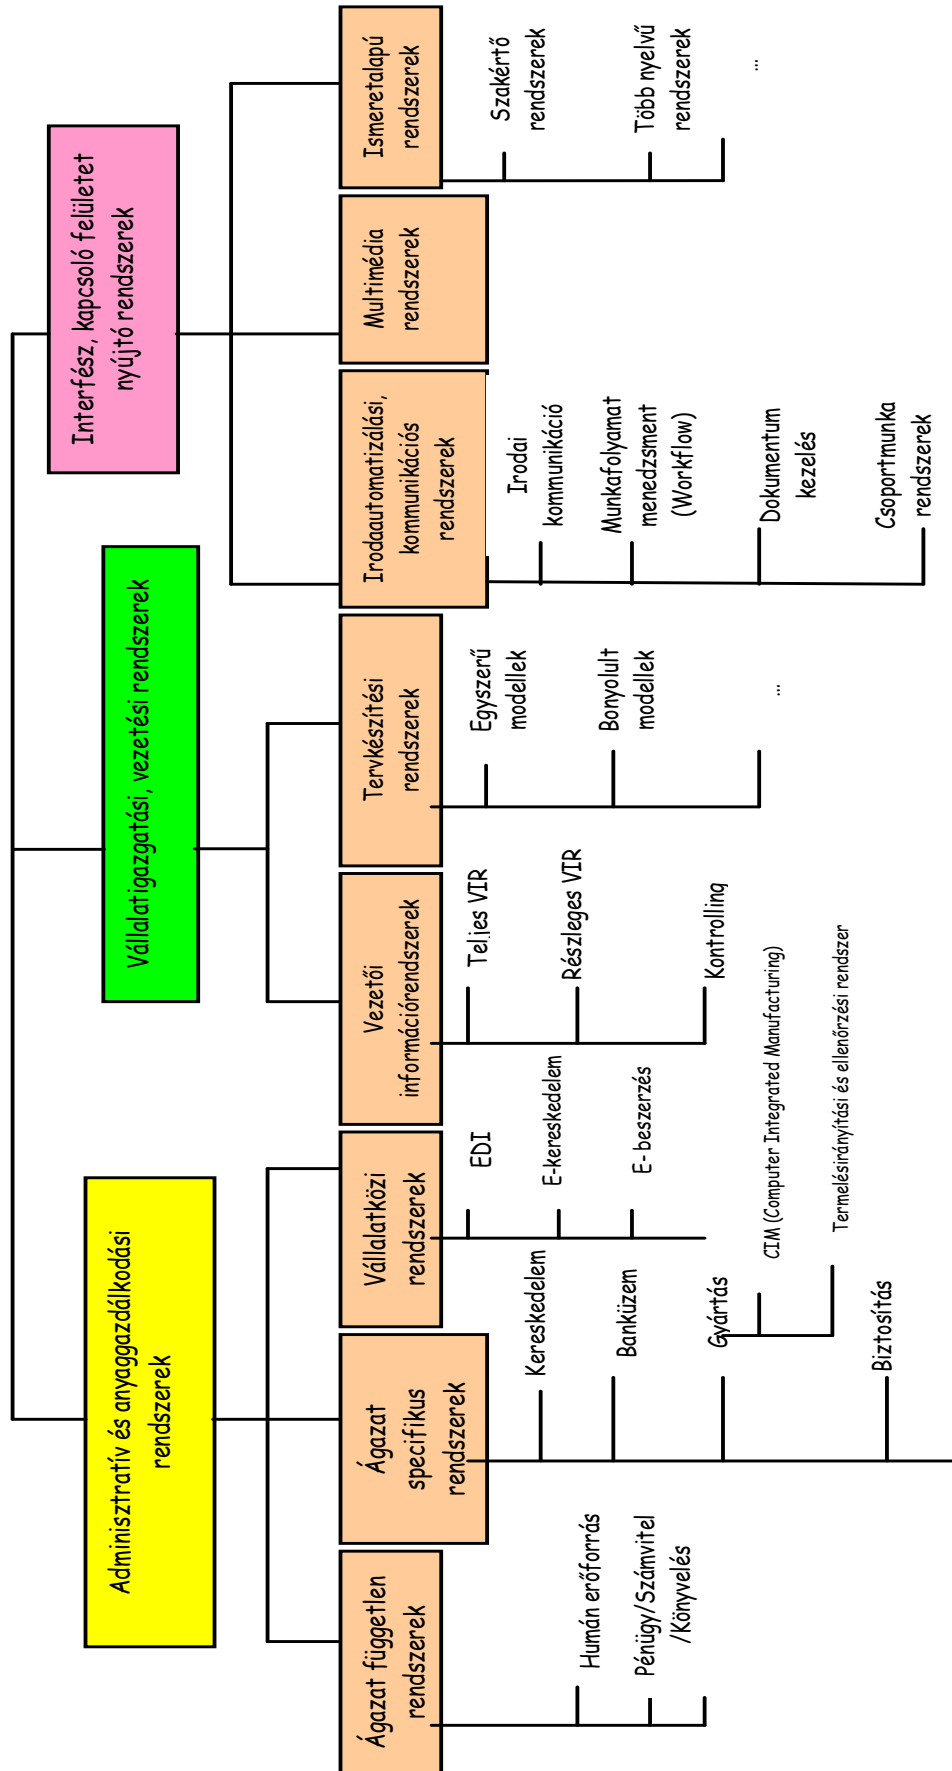 Adminisztratív és anyaggazdálkodási
rendszerek
Vállalatigazgatási, vezetési rendszerek
Interfész, kapcsoló felületet
nyújtó rendszerek
Ágazat független
rendszerek
Ágazat
specifikus
rendszerek
Vállalatközi
rendszerek
Vezetői
információrendszerek
Tervkészítési
rendszerek
Irodaautomatizálási,
kommunikációs
rendszerek
Multimédia
rendszerek
Ismeretalapú
rendszerek
Humán erőforrás
Pénügy/Számvitel
/Könyvelés
Kereskedelem
Banküzem
Gyártás
CIM (Computer Integrated Manufacturing)
Termelésirányítási és ellenőrzési rendszer
Biztosítás
EDI
E-kereskedelem
E- beszerzés
Teljes VIR
Részleges VIR
Kontrolling
Egyszerű
modellek
Bonyolult
modellek
...
Irodai
kommunikáció
Munkafolyamat
menedzsment
(Workflow)
Dokumentum
kezelés
Csoportmunka
rendszerek
Szakértő
rendszerek
Több nyelvű
rendszerek
...